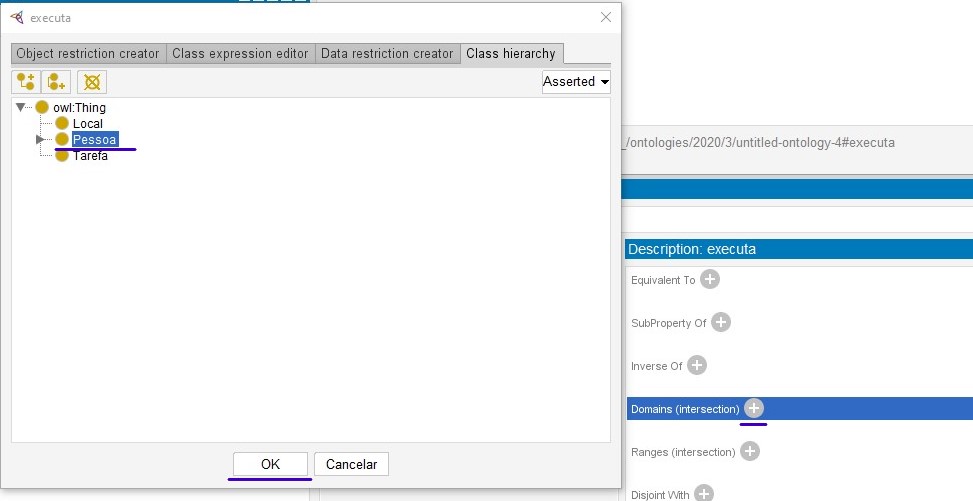 executa
Object restriction creator
Class expression editor
Data restriction creator
Class hierarchy
Asserted
owl:Thing
Local
Pessoa
Tarefa
OK
Cancelar
_/ontologies/2020/3/untitled-ontology-4#executa
Description: executa
Equivalent To
SubProperty Of
Inverse Of
Domains (intersection)
Ranges (intersection)
Disjoint With